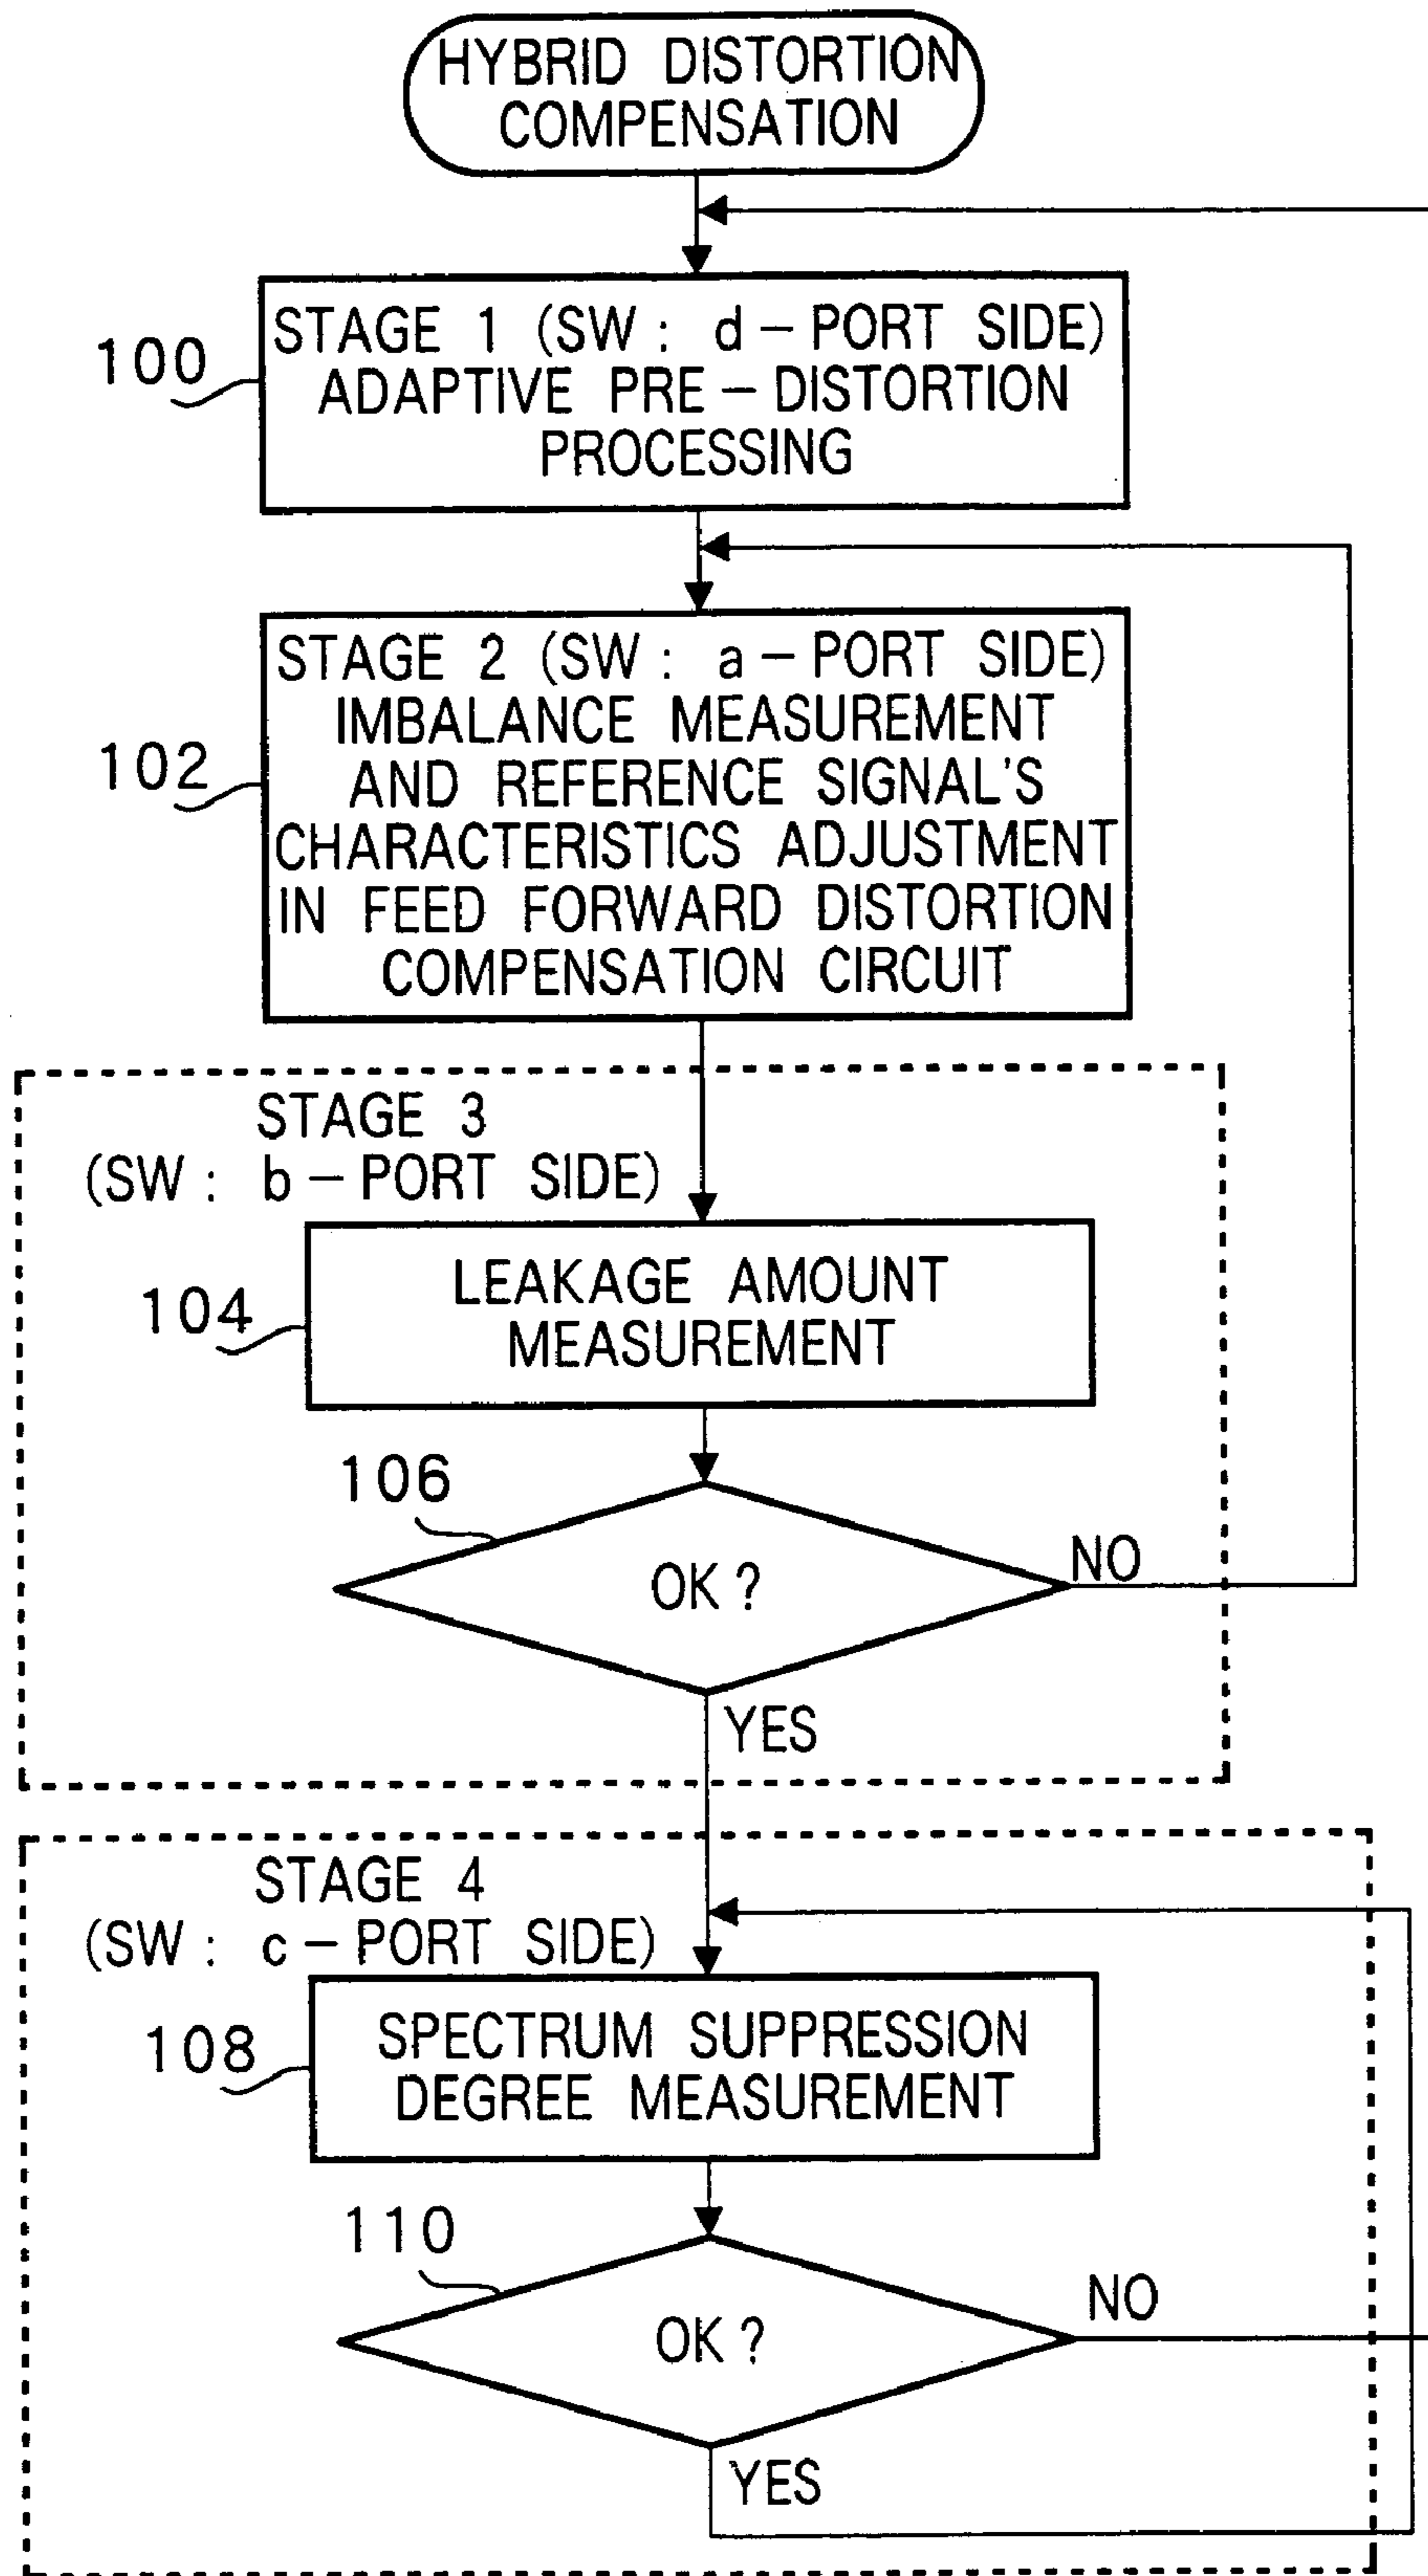 HYBRID DISTORTION
COMPENSATION
STAGE 1 (SW : d – PORT SIDE)
ADAPTIVE PRE – DISTORTION
PROCESSING
100
STAGE 2 (SW : a – PORT SIDE)
IMBALANCE MEASUREMENT
AND REFERENCE SIGNAL'S
CHARACTERISTICS ADJUSTMENT
IN FEED FORWARD DISTORTION
COMPENSATION CIRCUIT
102
STAGE 3
(SW : b – PORT SIDE)
LEAKAGE AMOUNT
MEASUREMENT
104
106
OK ?
NO
YES
STAGE 4
(SW : c – PORT SIDE)
SPECTRUM SUPPRESSION
DEGREE MEASUREMENT
108
110
OK ?
NO
YES